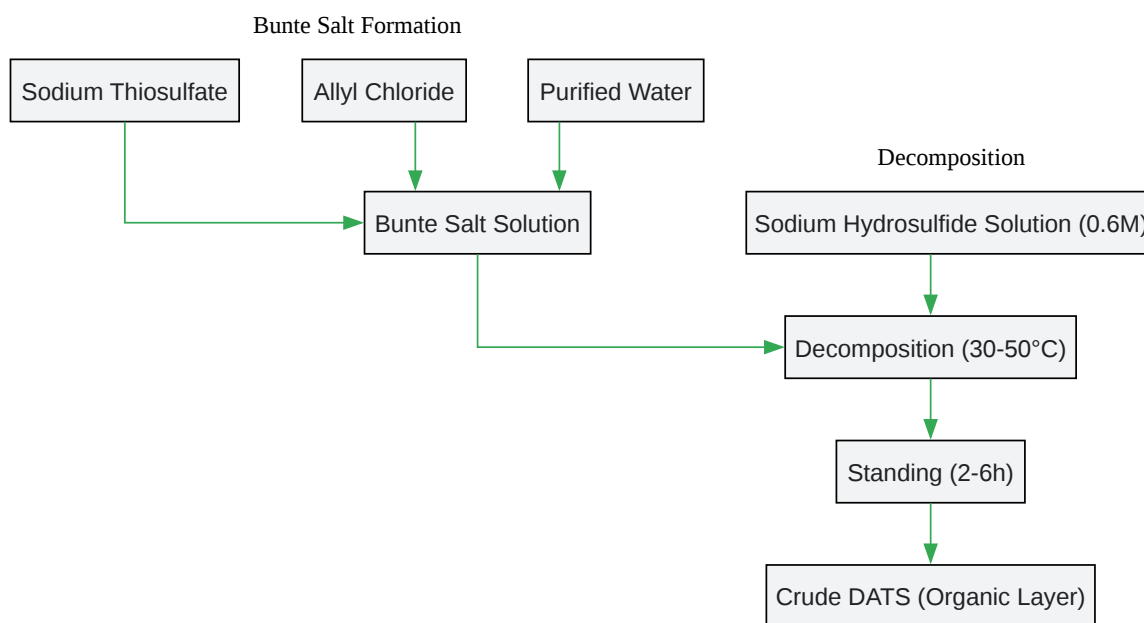 Bunte Salt Formation
Sodium Thiosulfate
Allyl Chloride
Purified Water
Bunte Salt Solution
Decomposition
Sodium Hydrosulfide Solution (0.6M)
Decomposition (30-50°C)
Standing (2-6h)
Crude DATS (Organic Layer)